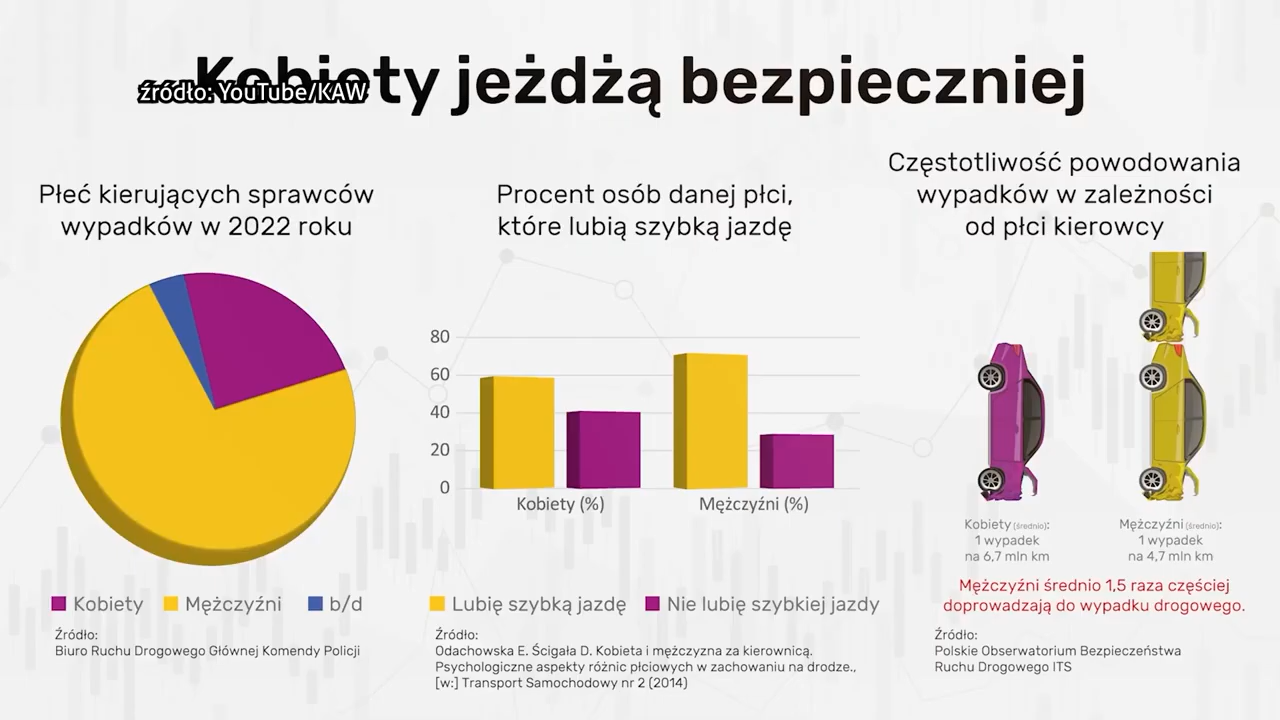 Kobiety jeżdżą bezpieczniej
źródło: YouTube/KAW
Płeć kierujących sprawców
wypadków w 2022 roku
Kobiety
Mężczyźni
b/d
Źródło:
Biuro Ruchu Drogowego Głównej Komendy Policji
Procent osób danej płci,
które lubią szybką jazdę
80
60
40
20
0
Kobiety (%)
Mężczyźni (%)
Lubię szybką jazdę
Nie lubię szybkiej jazdy
Źródło:
Odachowska E. Ścigała D. Kobieta i mężczyzna za kierownicą.
Psychologiczne aspekty różnic płciowych w zachowaniu na drodze.,
[w:] Transport Samochodowy nr 2 (2014)
Częstotliwość powodowania
wypadków w zależności
od płci kierowcy
Kobiety (średnio):
1 wypadek
na 6,7 mln km
Mężczyźni (średnio):
1 wypadek
na 4,7 mln km
Mężczyźni średnio 1,5 raza częściej
doprowadzają do wypadku drogowego.
Źródło:
Polskie Obserwatorium Bezpieczeństwa
Ruchu Drogowego ITS